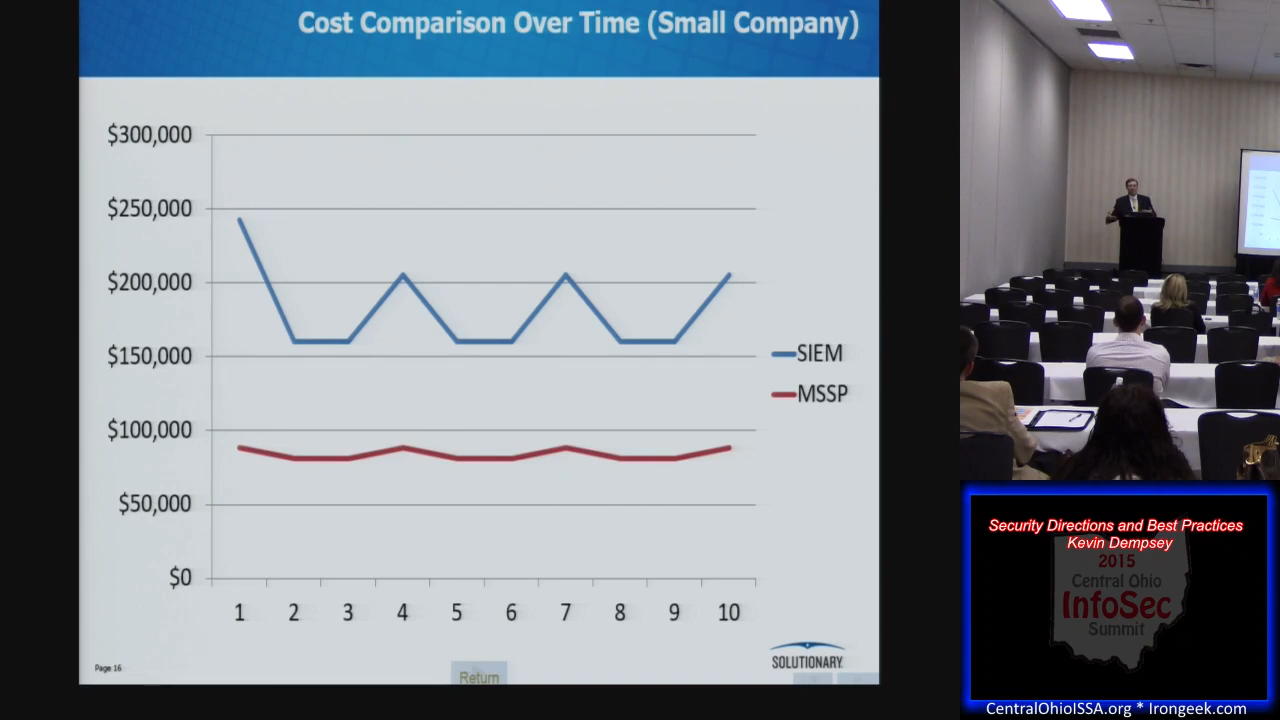 Cost Comparison Over Time (Small Company)
$300,000
$250,000
$200,000
$150,000
$100,000
$50,000
$0
1 2 3 4 5 6 7 8 9 10
SIEM
MSSP
Page 16
Return
SOLUTIONARY
Security Directions and Best Practices
Kevin Dempsey
2015
Central Ohio
InfoSec
Summit
CentralOhioISSA.org * Irongeek.com